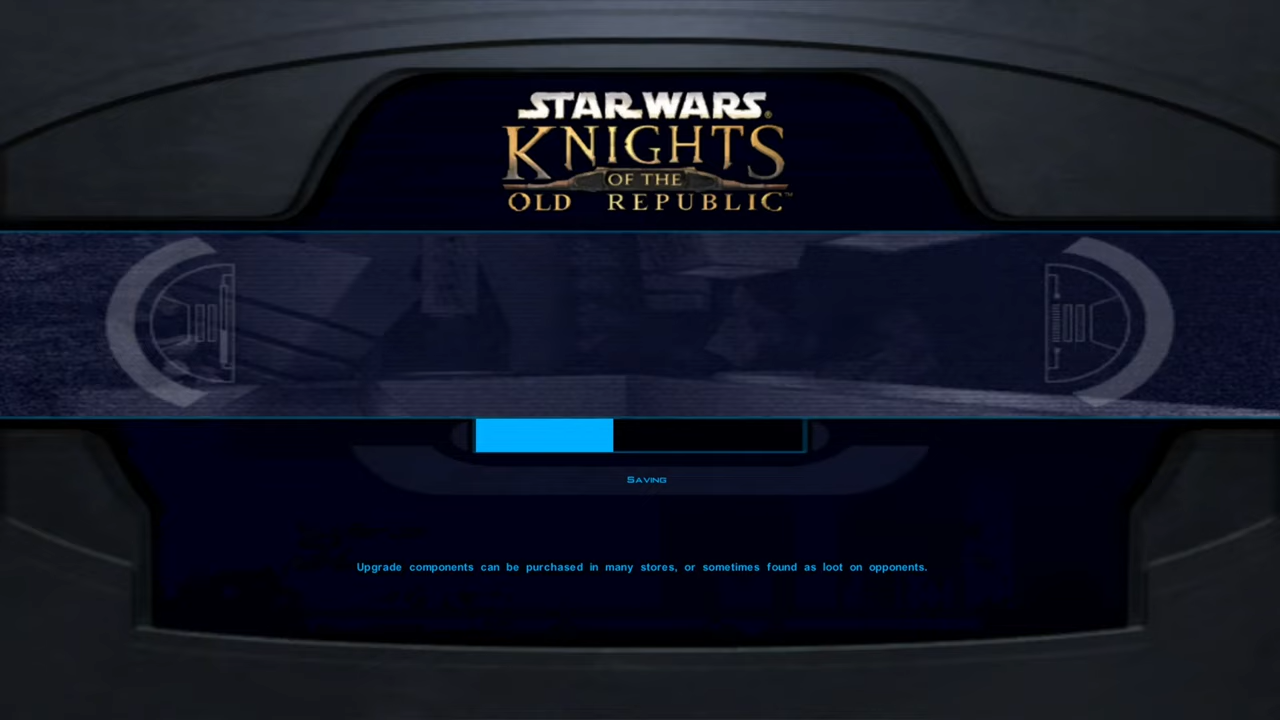 STAR WARS®
KNIGHTS
OF THE
OLD REPUBLIC™
SAVING
Upgrade components can be purchased in many stores, or sometimes found as loot on opponents.